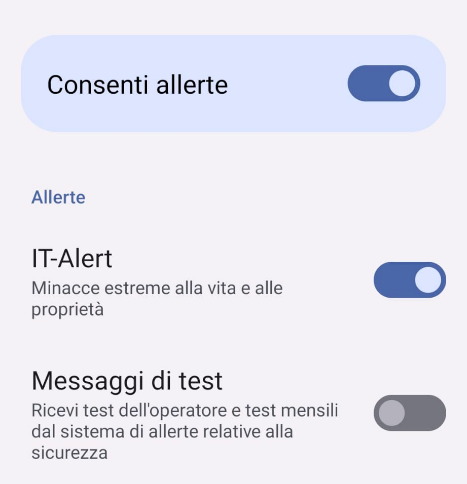 Consenti allerte
Allerte
IT-Alert
Minacce estreme alla vita e alle
proprietà
Messaggi di test
Ricevi test dell'operatore e test mensili
dal sistema di allerte relative alla
sicurezza